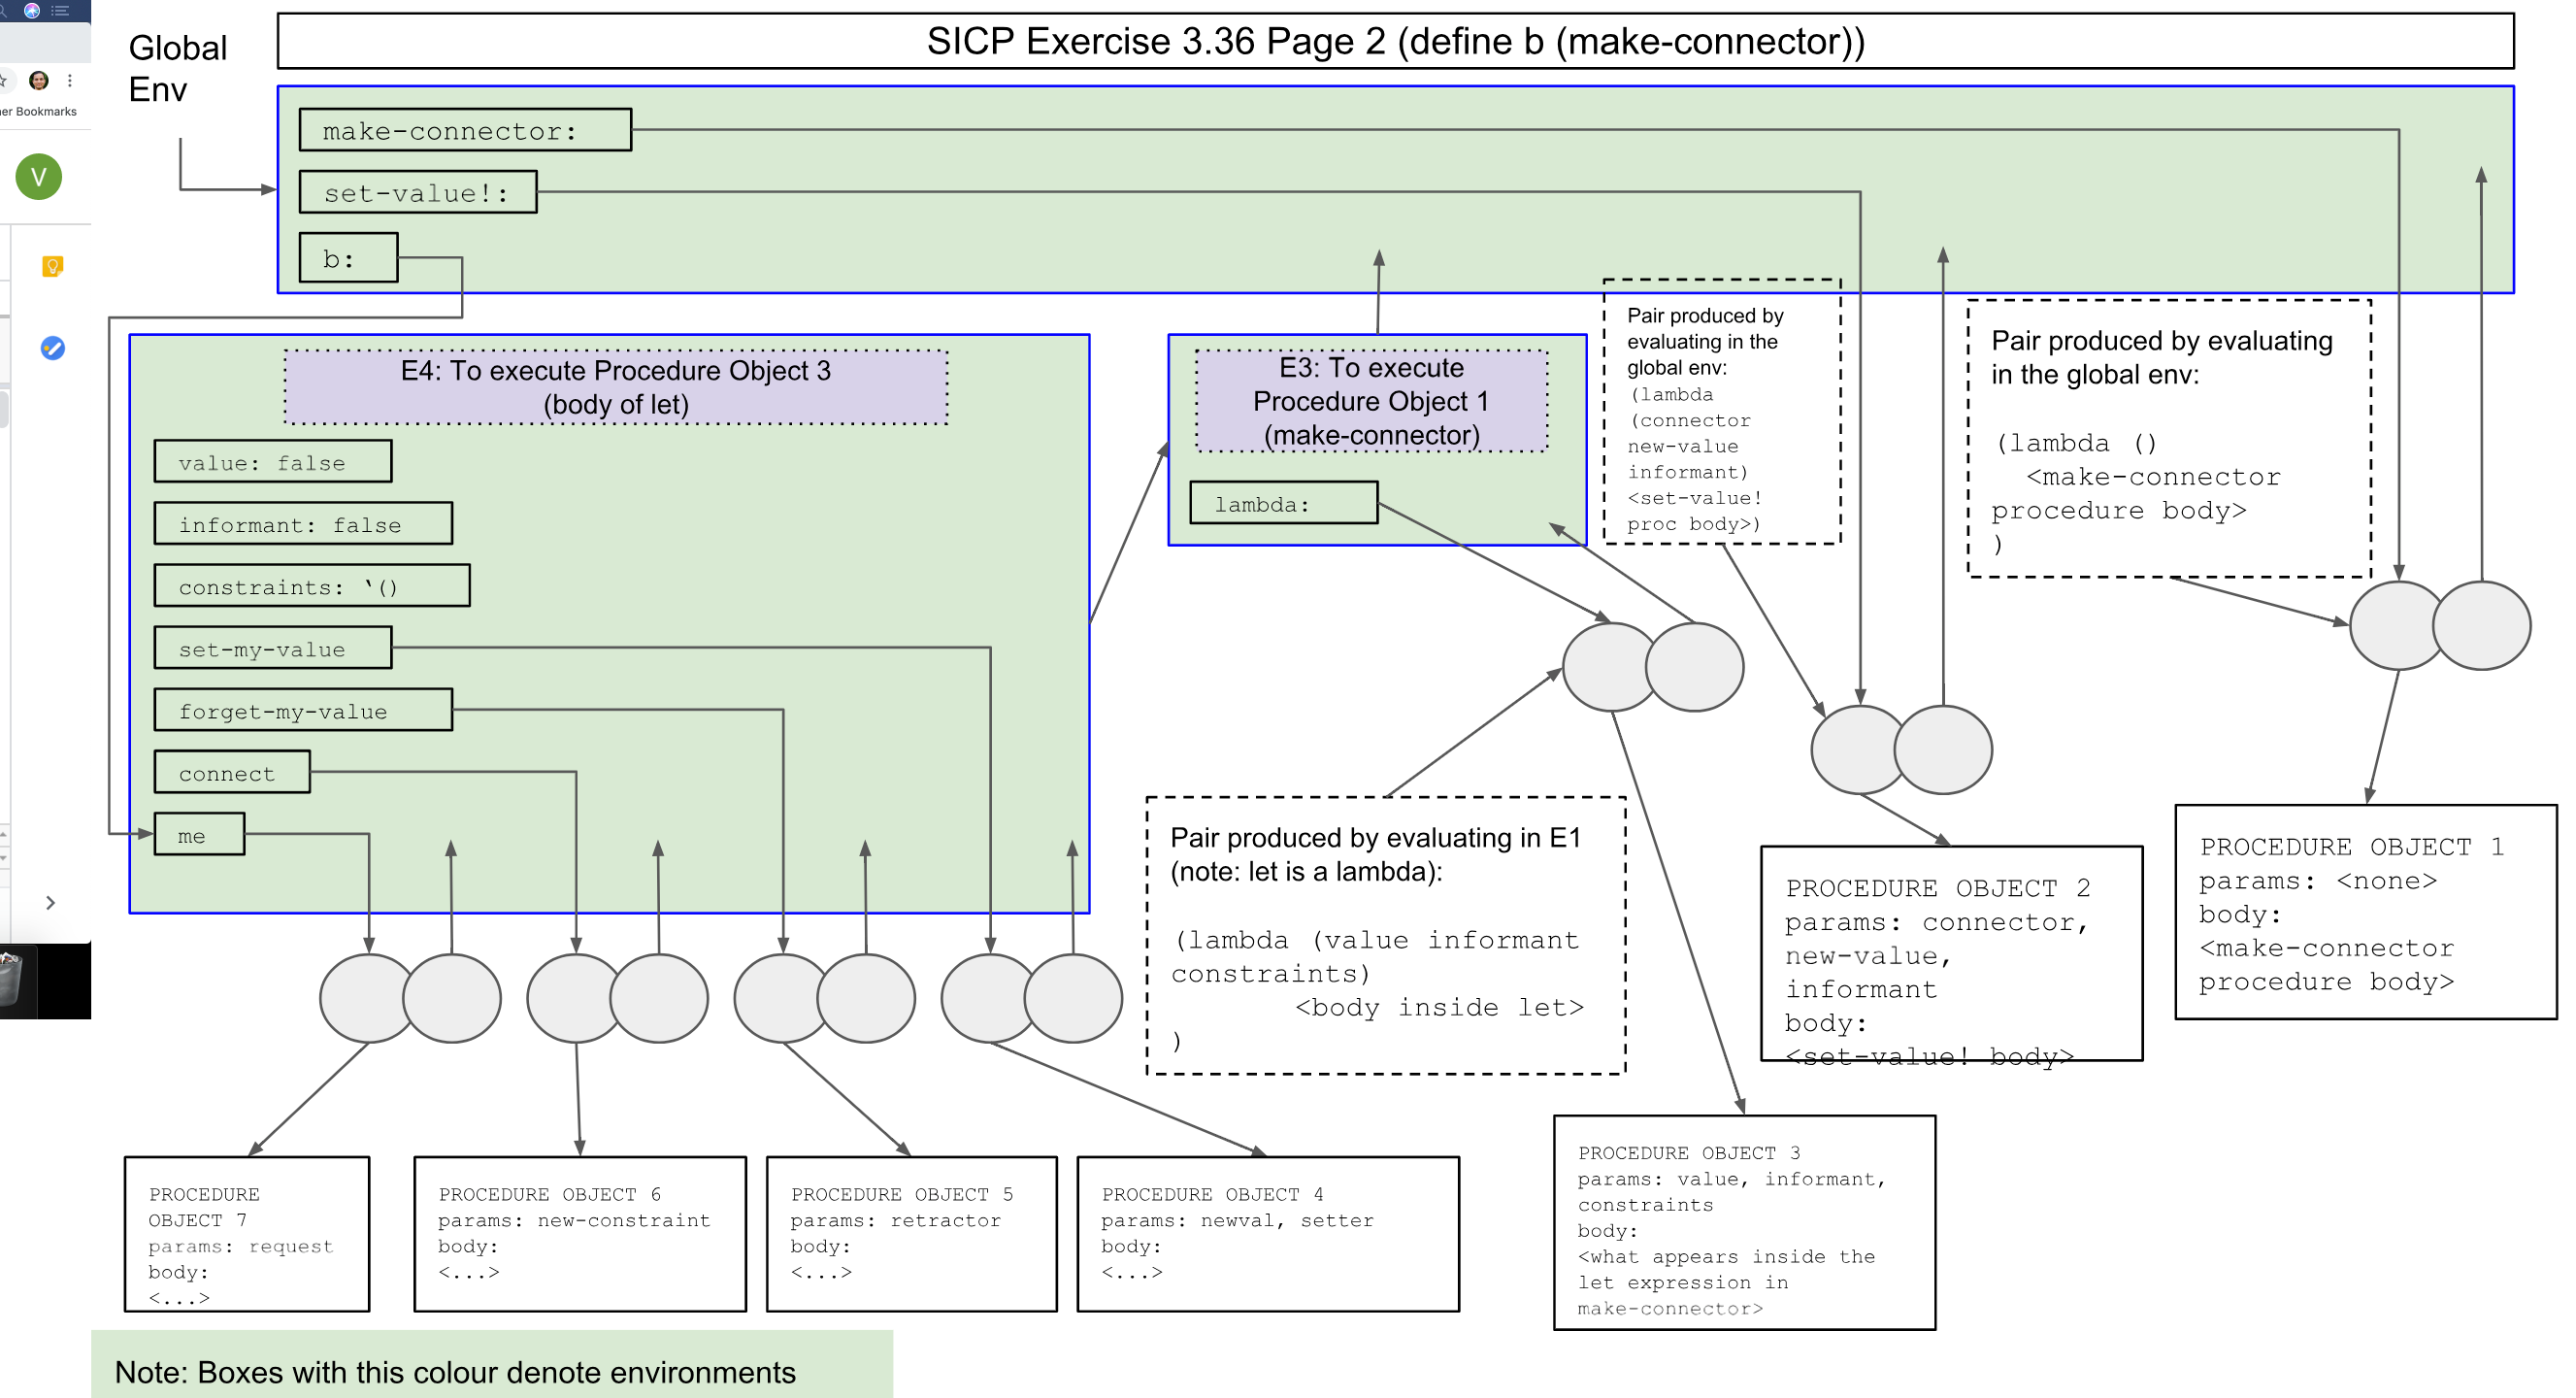 SICP Exercise 3.36 Page 2 (define b (make-connector))
Global
Env
er Bookmarks
V
make-connector:
set-value!:
b:
E4: To execute Procedure Object 3
(body of let)
value: false
informant: false
constraints: ‘()
set-my-value
forget-my-value
connect
me
E3: To execute
Procedure Object 1
(make-connector)
lambda:
Pair produced by
evaluating in the
global env:
(lambda
(connector
new-value
informant)
<set-value!
proc body>)
Pair produced by evaluating
in the global env:
(lambda ()
<make-connector
procedure body>
)
Pair produced by evaluating in E1
(note: let is a lambda):
(lambda (value informant
constraints)
<body inside let>
)
PROCEDURE OBJECT 2
params: connector,
new-value,
informant
body:
<set-value! body>
PROCEDURE OBJECT 1
params: <none>
body:
<make-connector
procedure body>
PROCEDURE
OBJECT 7
params: request
body:
<...>
PROCEDURE OBJECT 6
params: new-constraint
body:
<...>
PROCEDURE OBJECT 5
params: retractor
body:
<...>
PROCEDURE OBJECT 4
params: newval, setter
body:
<...>
PROCEDURE OBJECT 3
params: value, informant,
constraints
body:
<what appears inside the
let expression in
make-connector>
Note: Boxes with this colour denote environments